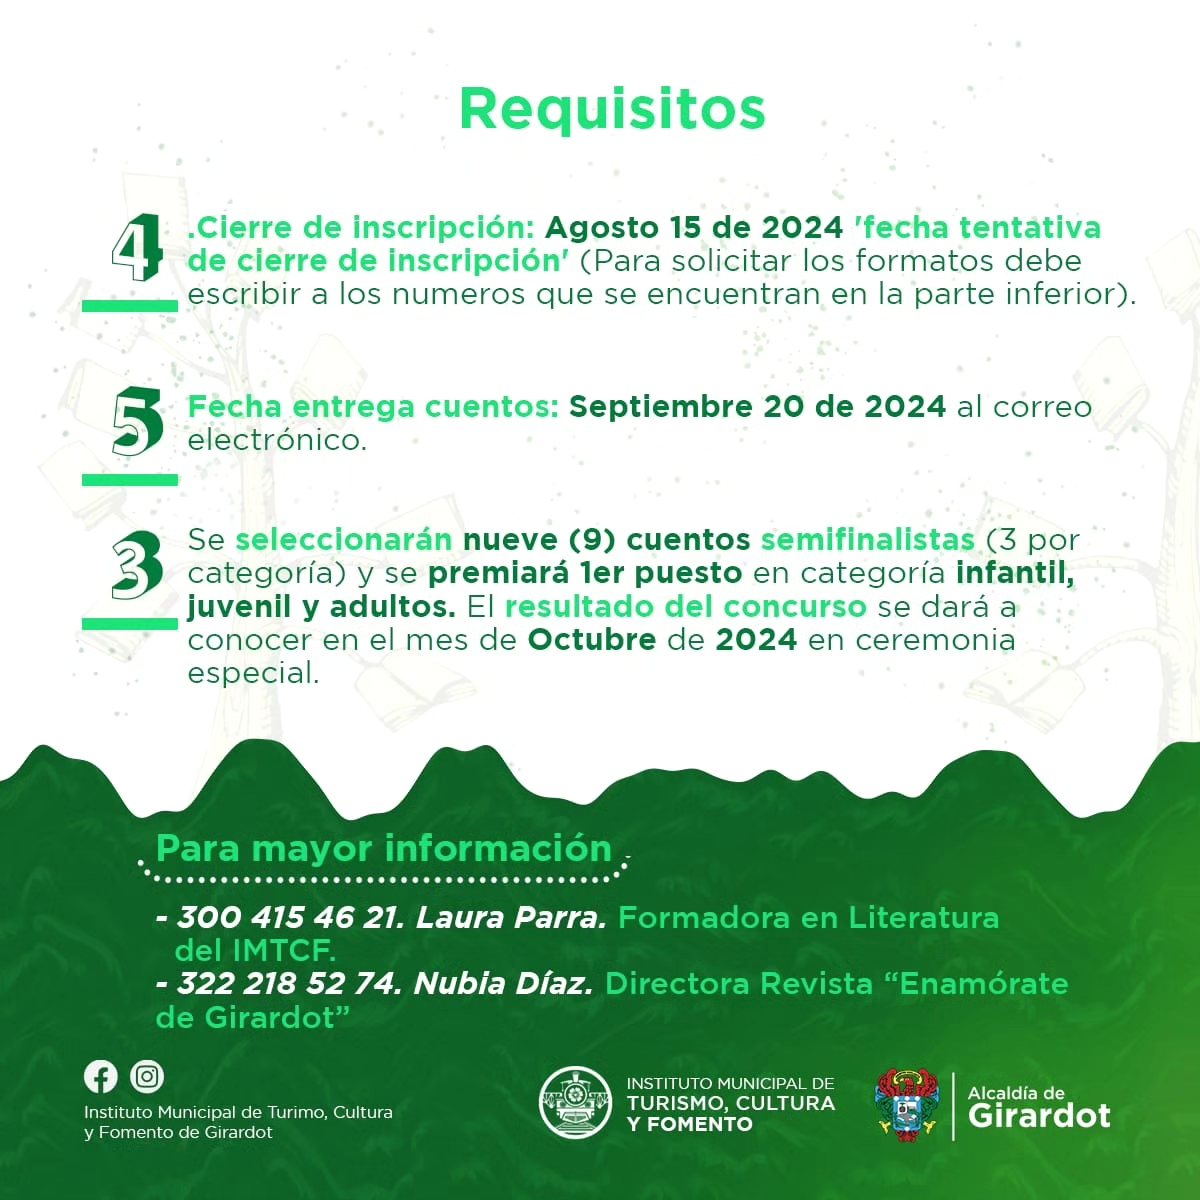 Requisitos
4
.Cierre de inscripción: Agosto 15 de 2024 'fecha tentativa
de cierre de inscripción' (Para solicitar los formatos debe
escribir a los numeros que se encuentran en la parte inferior).
5
Fecha entrega cuentos: Septiembre 20 de 2024 al correo
electrónico.
3
Se seleccionarán nueve (9) cuentos semifinalistas (3 por
categoría) y se premiará 1er puesto en categoría infantil,
juvenil y adultos. El resultado del concurso se dará a
conocer en el mes de Octubre de 2024 en ceremonia
especial.
Para mayor información
- 300 415 46 21. Laura Parra. Formadora en Literatura
del IMTCF.
- 322 218 52 74. Nubia Díaz. Directora Revista “Enamórate
de Girardot”
Instituto Municipal de Turimo, Cultura
y Fomento de Girardot
INSTITUTO MUNICIPAL DE
TURISMO, CULTURA
Y FOMENTO
Alcaldía de
Girardot